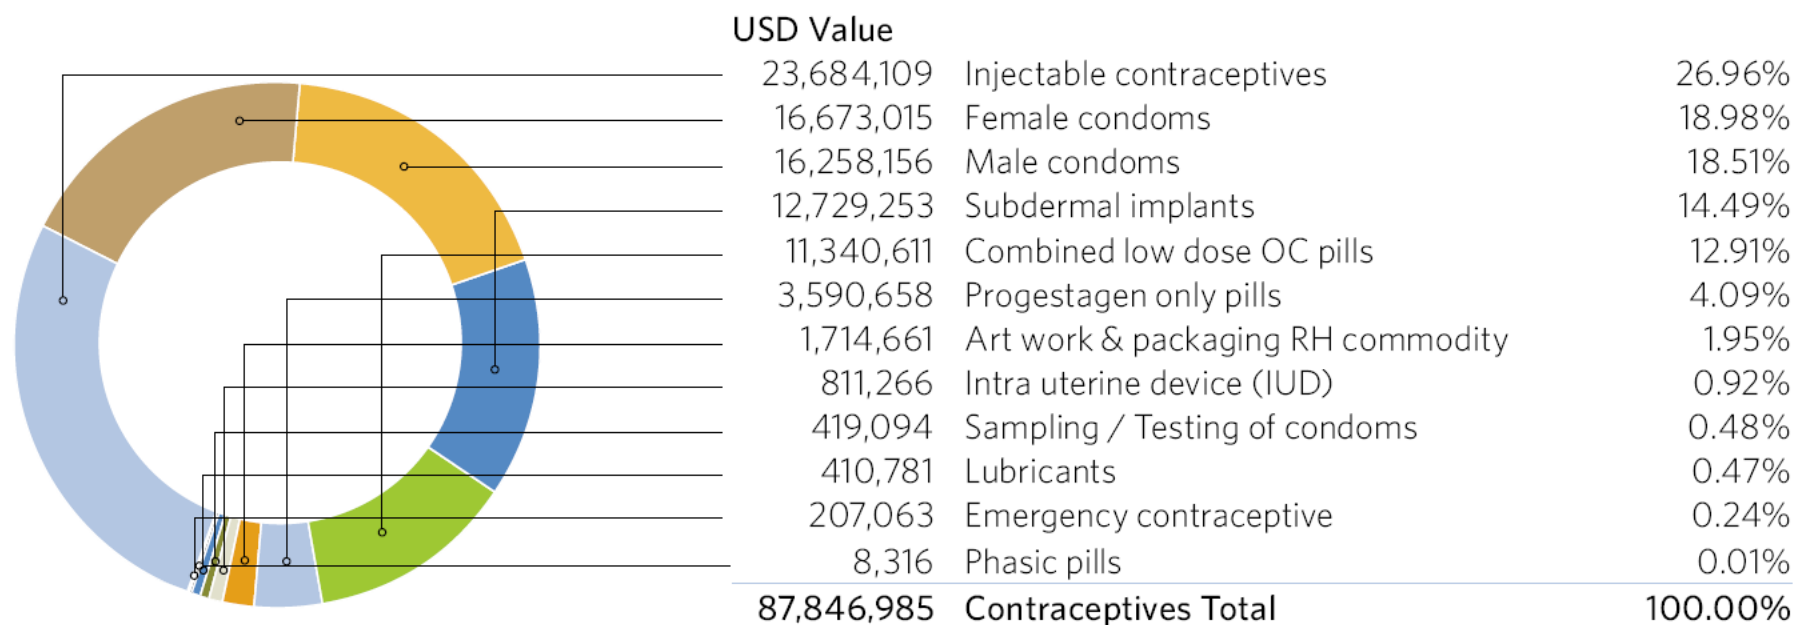 USD Value
23,684,109 Injectable contraceptives 26.96%
16,673,015 Female condoms 18.98%
16,258,156 Male condoms 18.51%
12,729,253 Subdermal implants 14.49%
11,340,611 Combined low dose OC pills 12.91%
3,590,658 Progestagen only pills 4.09%
1,714,661 Art work & packaging RH commodity 1.95%
811,266 Intra uterine device (IUD) 0.92%
419,094 Sampling / Testing of condoms 0.48%
410,781 Lubricants 0.47%
207,063 Emergency contraceptive 0.24%
8,316 Phasic pills 0.01%
87,846,985 Contraceptives Total 100.00%